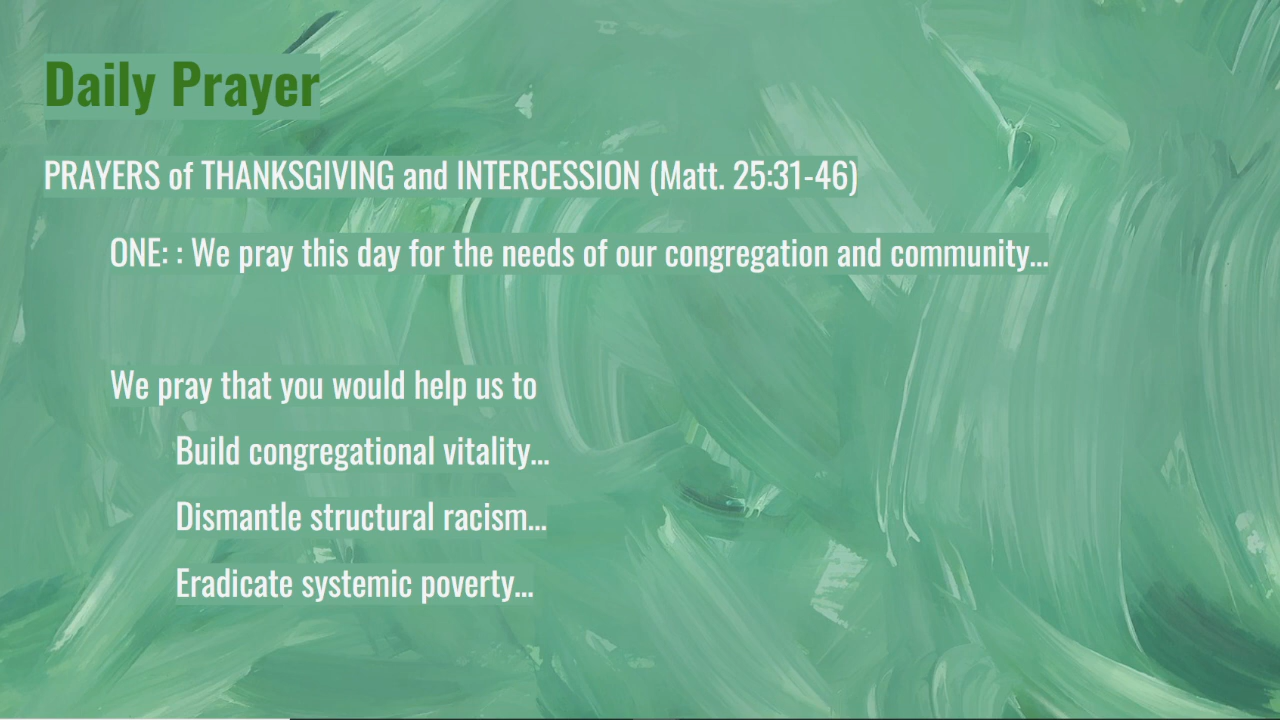 Daily Prayer
PRAYERS of THANKSGIVING and INTERCESSION (Matt. 25:31-46)
ONE: : We pray this day for the needs of our congregation and community...
We pray that you would help us to
Build congregational vitality...
Dismantle structural racism...
Eradicate systemic poverty...